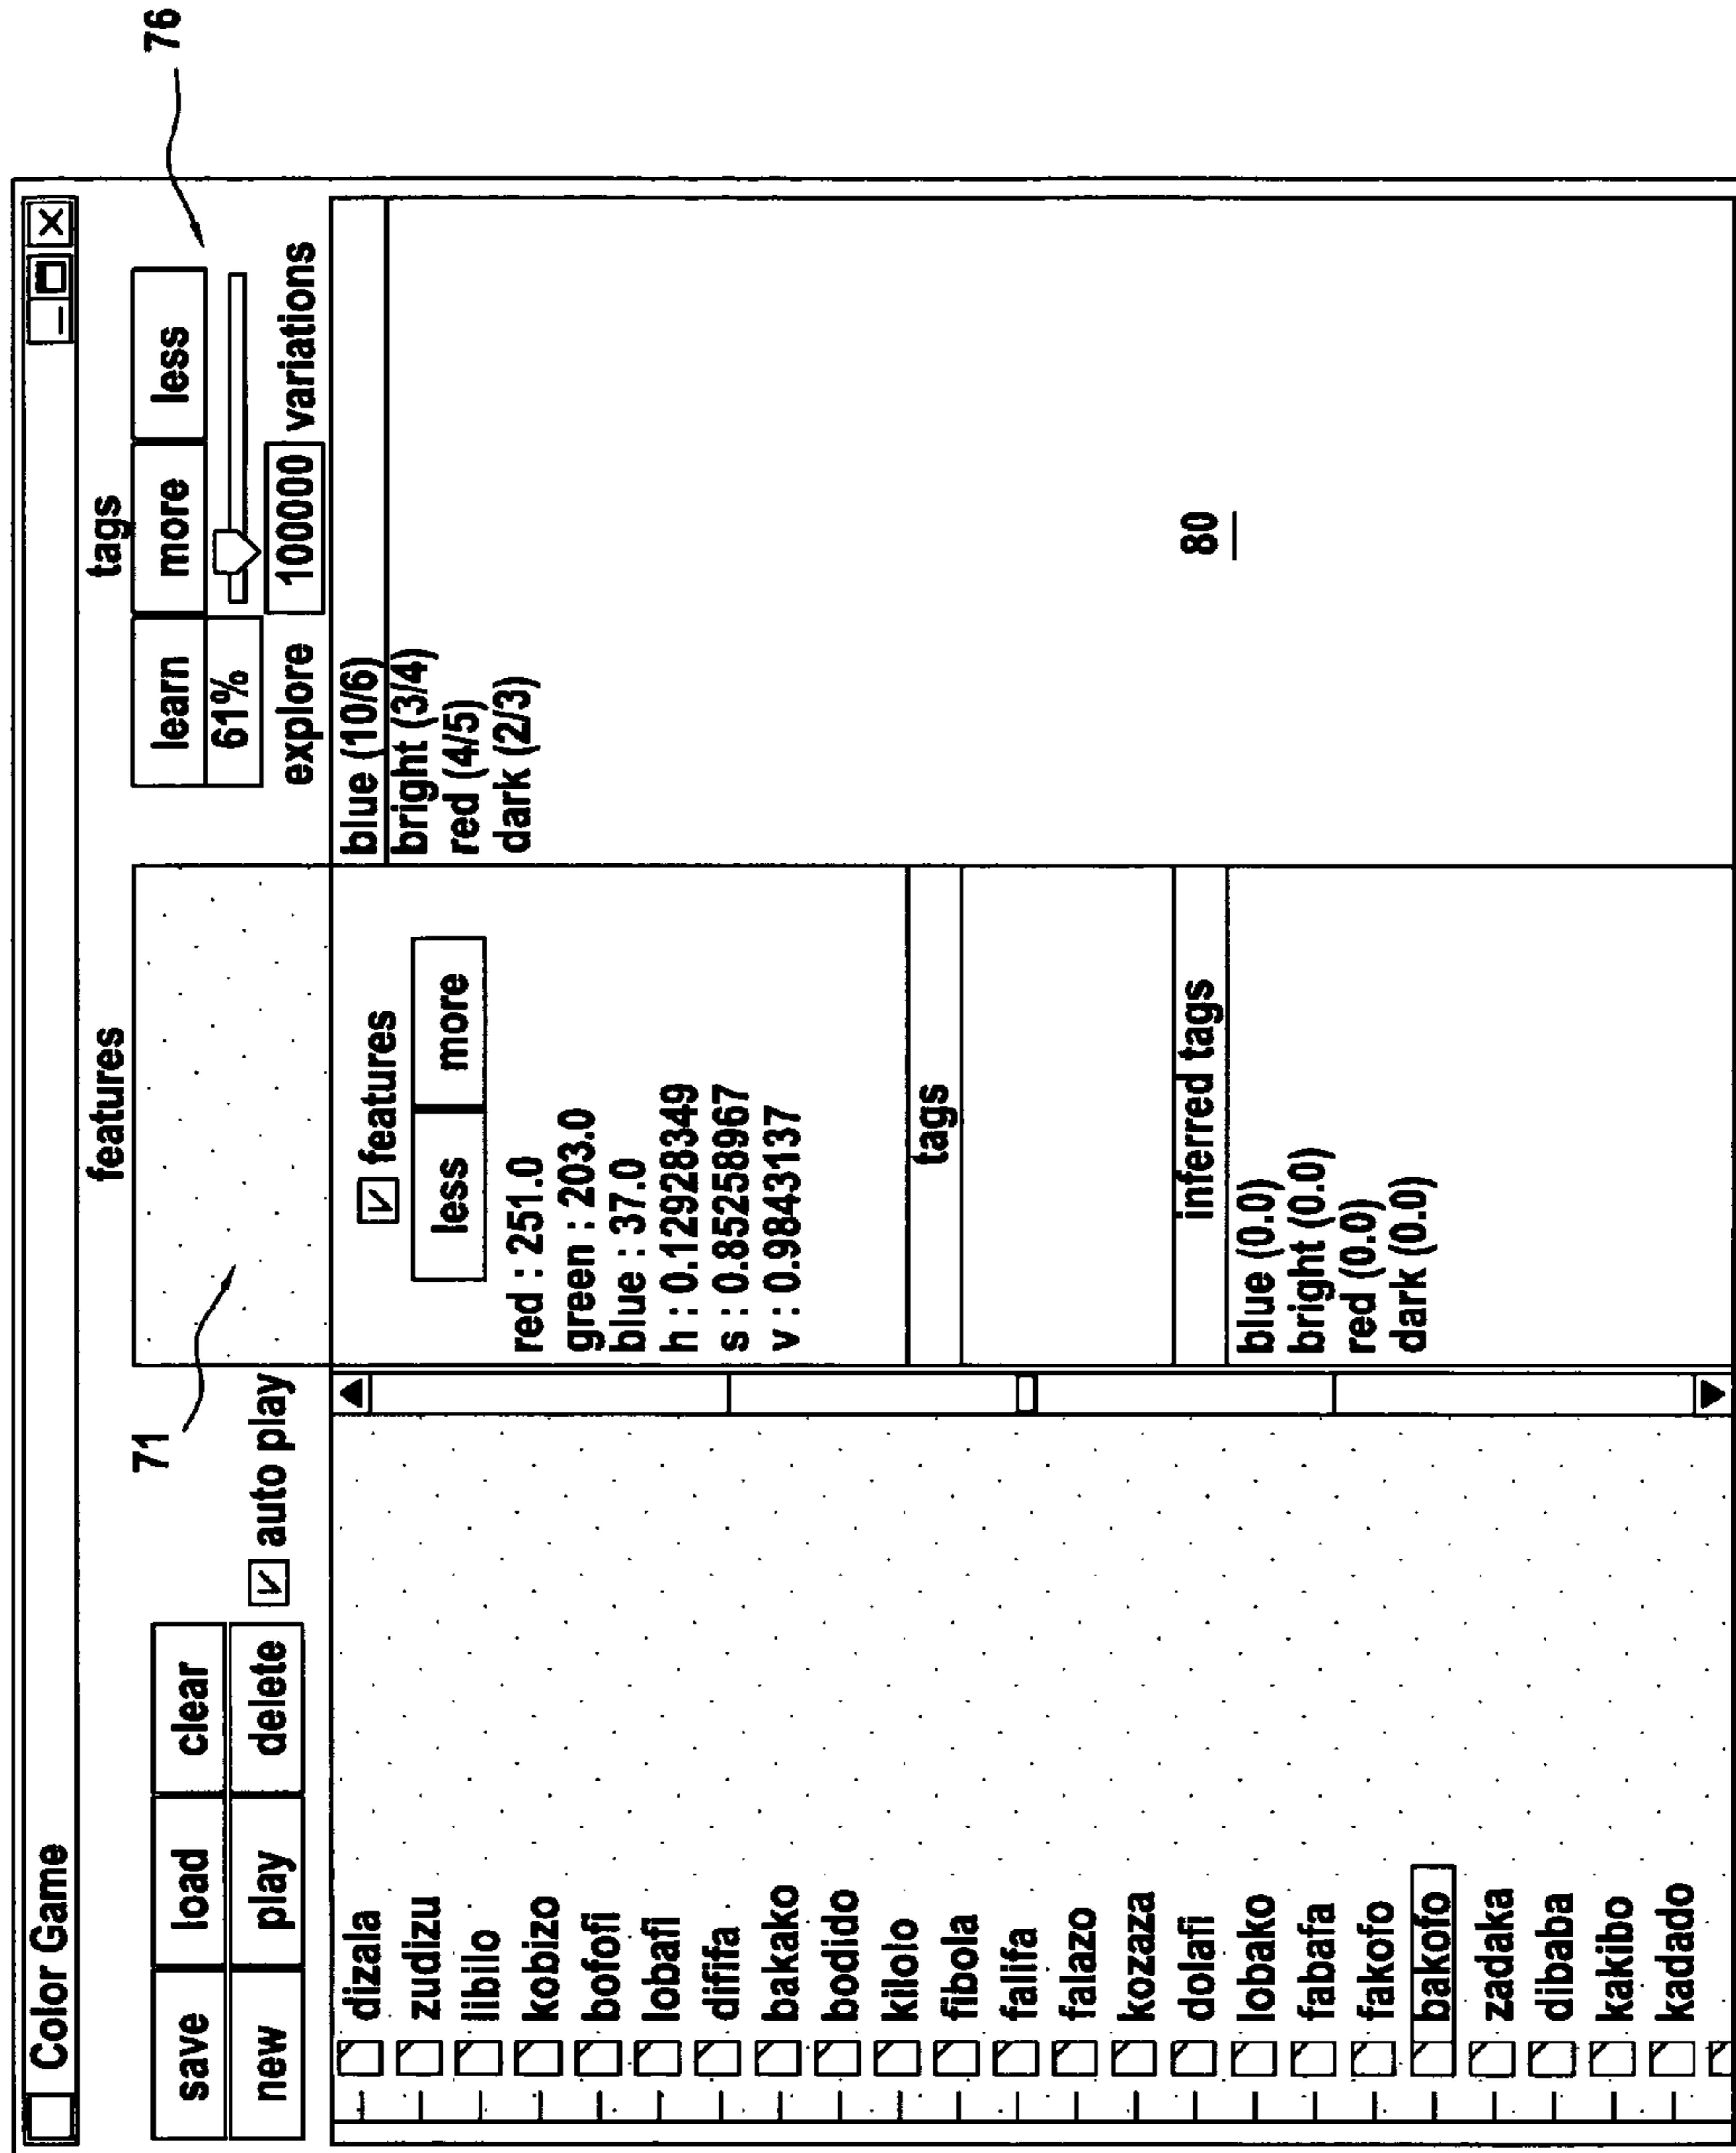 Color Game
76
features
tags
save load clear
71
learn more less
new play delete auto play
61%
explore 100000 variations
dizala
zudizu
libilo
kobizo
bofofi
lobafi
dififa
bakako
bodido
kilolo
fibola
falifa
falazo
kozaza
dolafi
lobako
fabafa
fakofo
bakofo
zadaka
dibaba
kakibo
kadado
features
less more
red : 251.0
green : 203.0
blue : 37.0
h : 0.12928349
s : 0.85258967
v : 0.9843137
tags
inferred tags
blue (0.0)
bright (0.0)
red (0.0)
dark (0.0)
blue (10/6)
bright (3/4)
red (4/5)
dark (2/3)
80